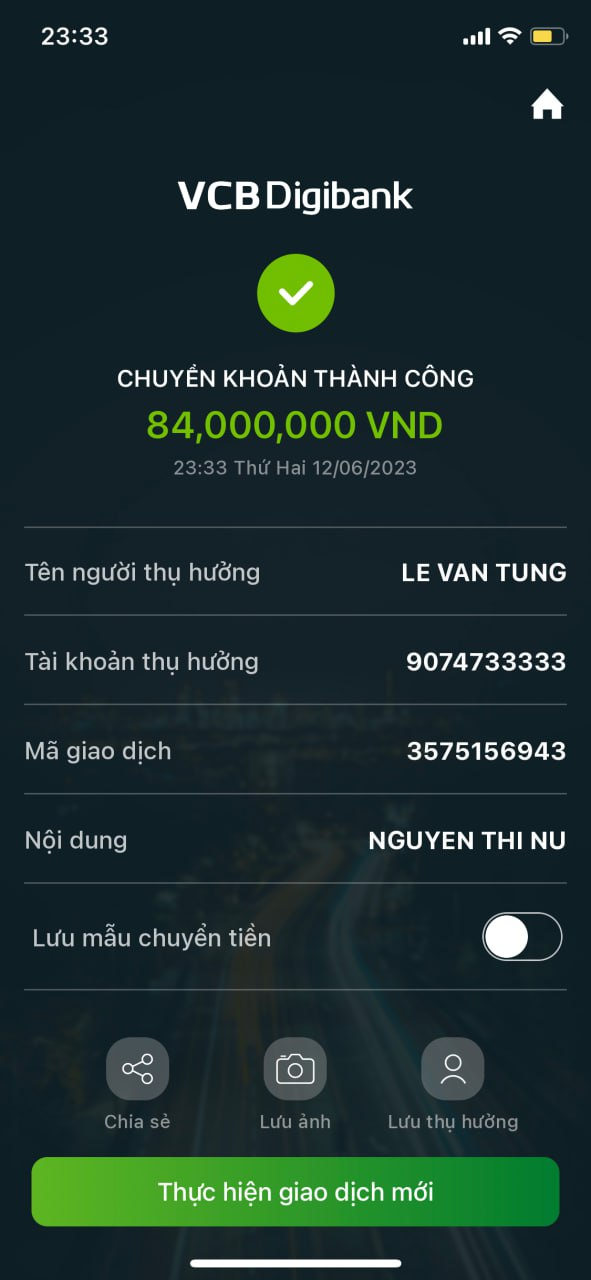 23:33
VCB Digibank
CHUYỂN KHOẢN THÀNH CÔNG
84,000,000 VND
23:33 Thứ Hai 12/06/2023
Tên người thụ hưởng LE VAN TUNG
Tài khoản thụ hưởng 9074733333
Mã giao dịch 3575156943
Nội dung NGUYEN THI NU
Lưu mẫu chuyển tiền
Chia sẻ Lưu ảnh Lưu thụ hưởng
Thực hiện giao dịch mới